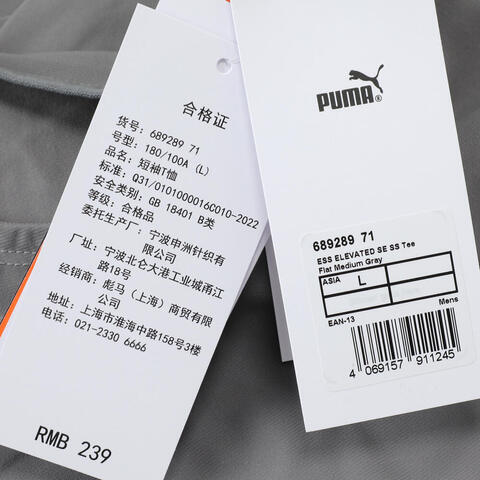 合格证
货号: 689289 71
号型: 180/100A (L)
品名: 短袖T恤
标准: Q31/0101000016C010-2022
安全类别: GB 18401 B类
等级: 合格品
委托生产厂: 宁波申洲针织有
限公司
厂址: 宁波北仑大港工业城甬江
路18号
经销商: 彪马（上海）商贸有限
公司
地址: 上海市淮海中路158号3楼
电话: 021-2330 6666
RMB 239
PUMA
689289 71
ESS ELEVATED SE SS Tee
Flat Medium Gray
ASIA L
EAN-13
Mens
4 069157 911245